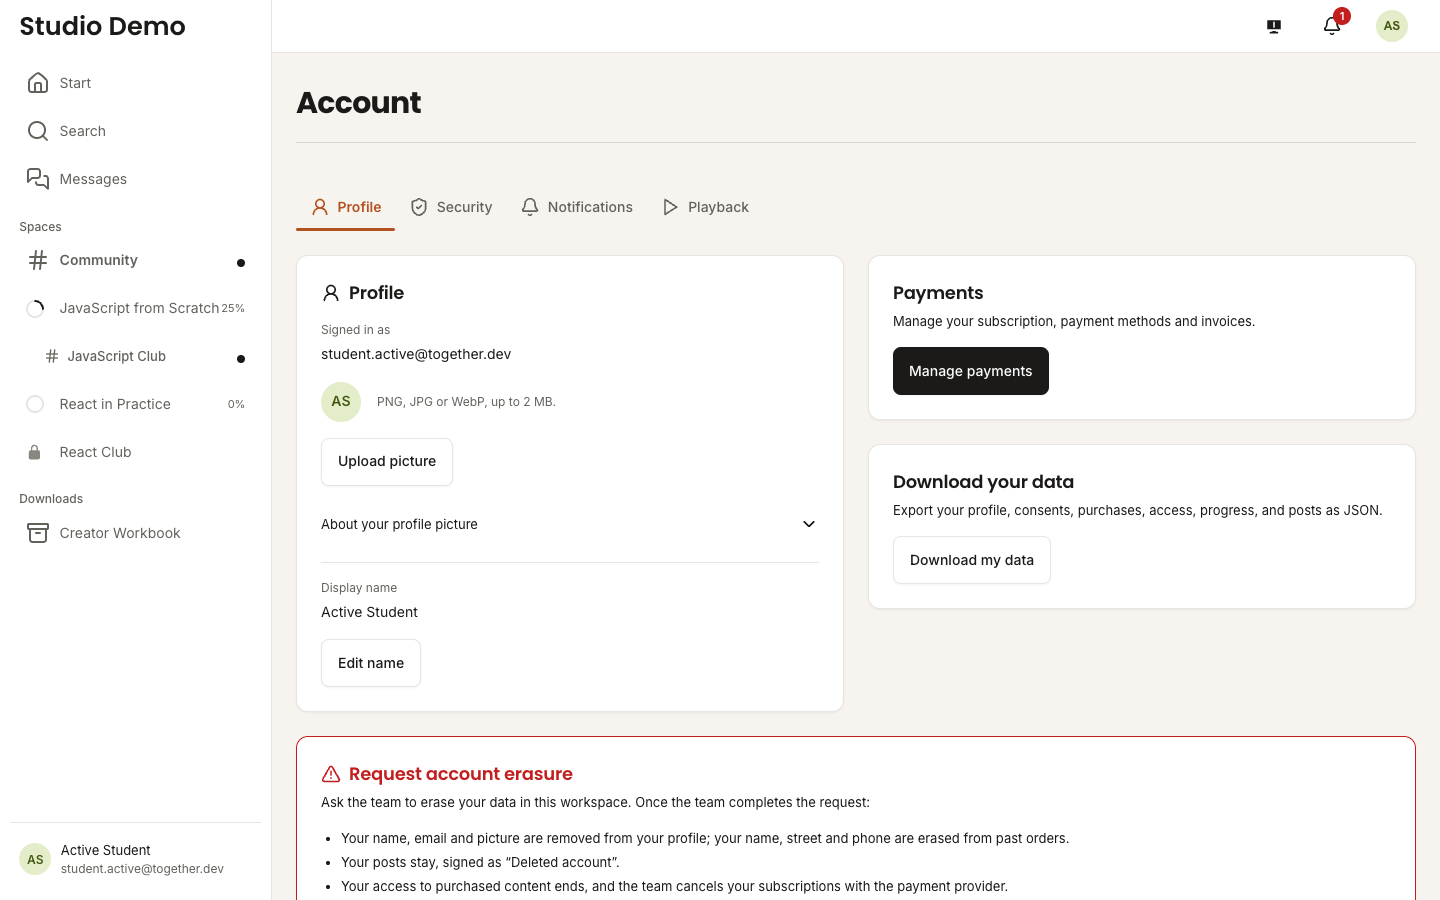 Studio Demo
Start
Search
Messages
Spaces
Community
JavaScript from Scratch 25%
JavaScript Club
React in Practice 0%
React Club
Downloads
Creator Workbook
AS
Active Student
student.active@together.dev
1
AS
Account
Profile
Security
Notifications
Playback
Profile
Signed in as
student.active@together.dev
AS
PNG, JPG or WebP, up to 2 MB.
Upload picture
About your profile picture
Display name
Active Student
Edit name
Payments
Manage your subscription, payment methods and invoices.
Manage payments
Download your data
Export your profile, consents, purchases, access, progress, and posts as JSON.
Download my data
Request account erasure
Ask the team to erase your data in this workspace. Once the team completes the request:
• Your name, email and picture are removed from your profile; your name, street and phone are erased from past orders.
• Your posts stay, signed as “Deleted account”.
• Your access to purchased content ends, and the team cancels your subscriptions with the payment provider.